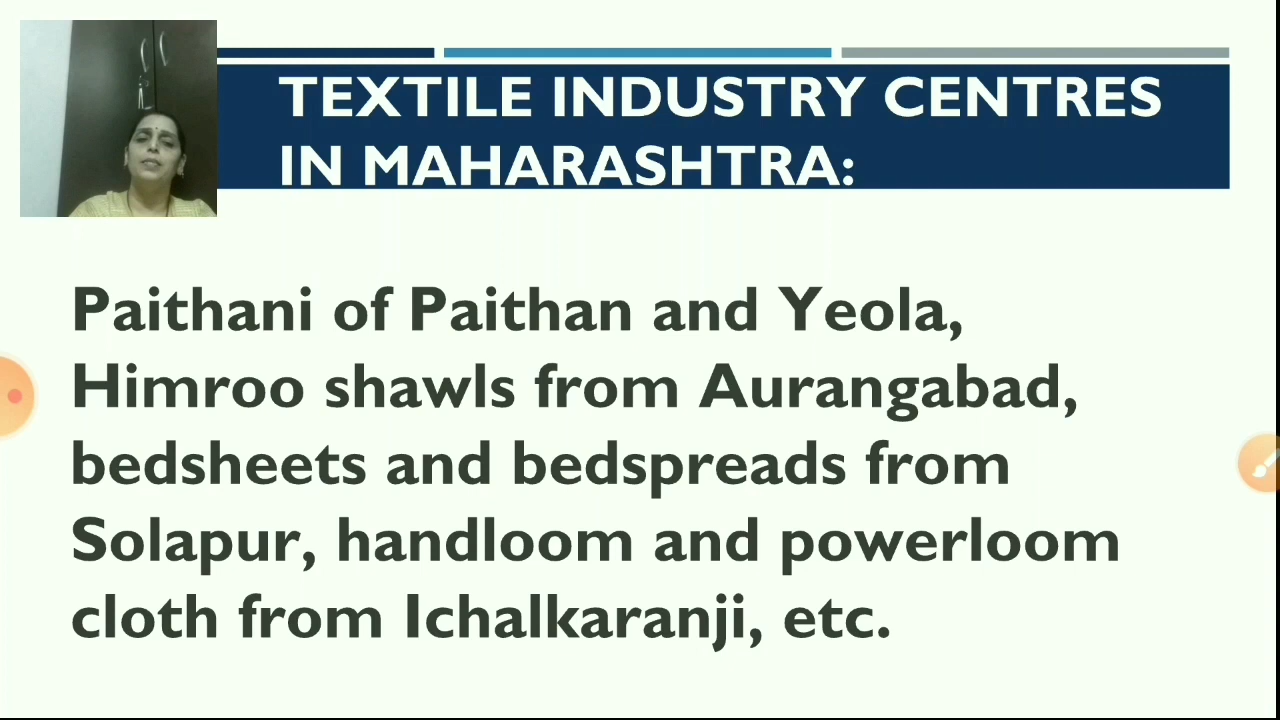 TEXTILE INDUSTRY CENTRES
IN MAHARASHTRA:
Paithani of Paithan and Yeola,
Himroo shawls from Aurangabad,
bedsheets and bedspreads from
Solapur, handloom and powerloom
cloth from Ichalkaranji, etc.